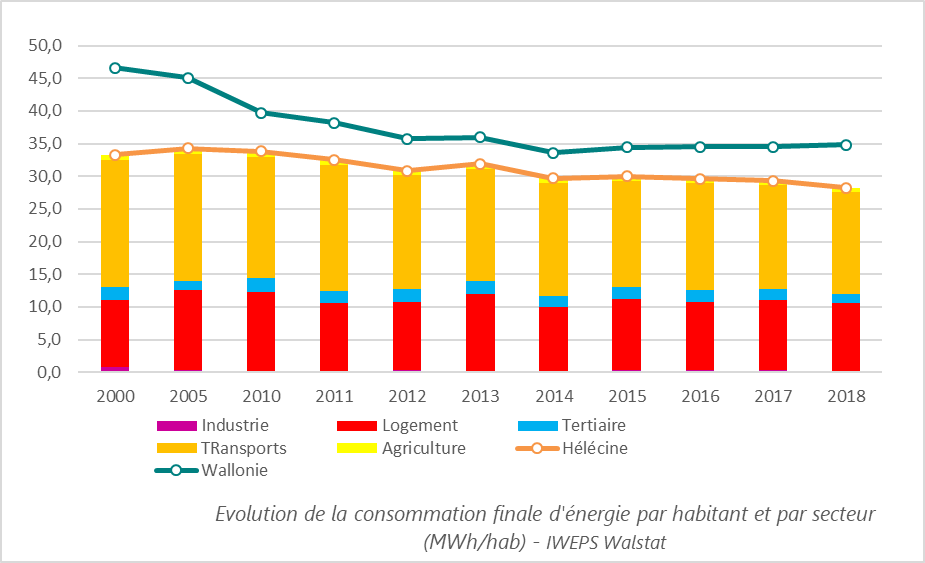 50,0
45,0
40,0
35,0
30,0
25,0
20,0
15,0
10,0
5,0
0,0
2000 2005 2010 2011 2012 2013 2014 2015 2016 2017 2018
Industrie Logement Tertiaire
TRansports Agriculture Hélécine
Wallonie
Evolution de la consommation finale d'énergie par habitant et par secteur
(MWh/hab) - IWEPS Walstat